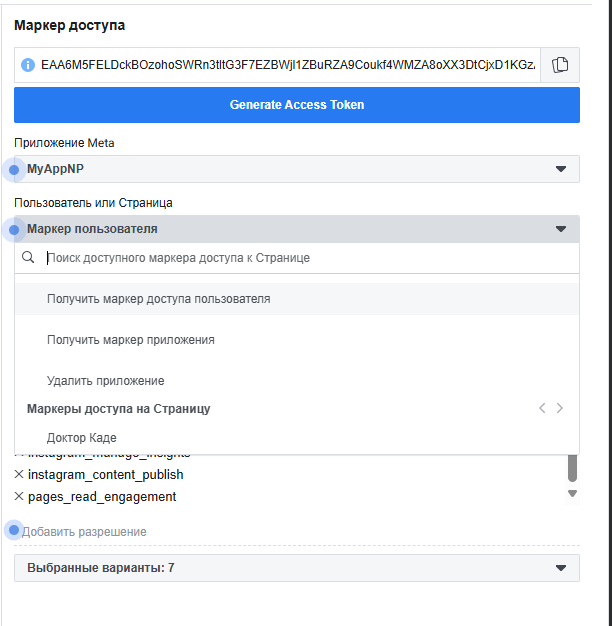 Маркер доступа
EAA6M5FELDckBOzohoSWRn3tltG3F7EZBWjl1ZBuRZA9Coukf4WMZA8oXX3DtCjxD1KGz
Generate Access Token
Приложение Meta
MyAppNP
Пользователь или Страница
Маркер пользователя
Поиск доступного маркера доступа к Странице
Получить маркер доступа пользователя
Получить маркер приложения
Удалить приложение
Маркеры доступа на Страницу
Доктор Каде
instagram_manage_insights
instagram_content_publish
pages_read_engagement
Добавить разрешение
Выбранные варианты: 7